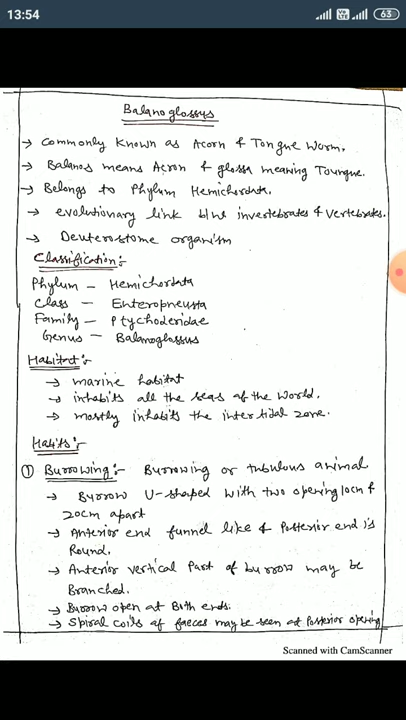 13:54
Vo LTE
63
Balanoglossys
→ Commonly Known as Acorn & Tongue Worm.
→ Balanos means Acron & glossa meaning Toungue.
→ Belongs to Phylum Hemichordata.
→ evolutionary link b/w invertebrates & vertebrates.
→ Deuterostome organism
Classification:-
Phylum – Hemichordata
Class – Enteropneusta
Family – Ptychoderidae
Genus – Balanoglossus
Habitat:-
→ marine habitat
→ inhabits all the seas of the World.
→ mostly inhabits the intertidal zone.
Habits:-
① Burrowing:- Burrowing or tubulous animal
→ Burrow U-shaped with two opening 10cm &
20cm apart
→ Anterior end funnel like & Posterior end is
Round.
→ Anterior vertical Part of burrow may be
Branched.
→ Burrow open at Both ends.
→ Spiral coils of faeces may be seen at Posterior opening
Scanned with CamScanner